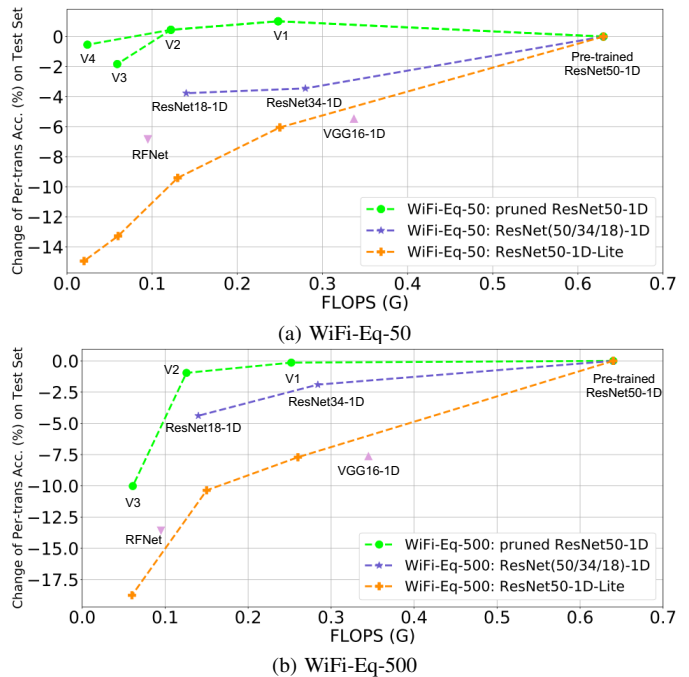 Change of Per-trans Acc. (%) on Test Set
0
−2
−4
−6
−8
−10
−12
−14
V4
V3
V2
V1
Pre-trained
ResNet50-1D
ResNet18-1D
ResNet34-1D
VGG16-1D
RFNet
WiFi-Eq-50: pruned ResNet50-1D
WiFi-Eq-50: ResNet(50/34/18)-1D
WiFi-Eq-50: ResNet50-1D-Lite
0.0 0.1 0.2 0.3 0.4 0.5 0.6 0.7
FLOPS (G)
(a) WiFi-Eq-50
Change of Per-trans Acc. (%) on Test Set
0.0
−2.5
−5.0
−7.5
−10.0
−12.5
−15.0
−17.5
V2
V1
Pre-trained
ResNet50-1D
ResNet34-1D
ResNet18-1D
VGG16-1D
V3
RFNet
WiFi-Eq-500: pruned ResNet50-1D
WiFi-Eq-500: ResNet(50/34/18)-1D
WiFi-Eq-500: ResNet50-1D-Lite
0.0 0.1 0.2 0.3 0.4 0.5 0.6 0.7
FLOPS (G)
(b) WiFi-Eq-500